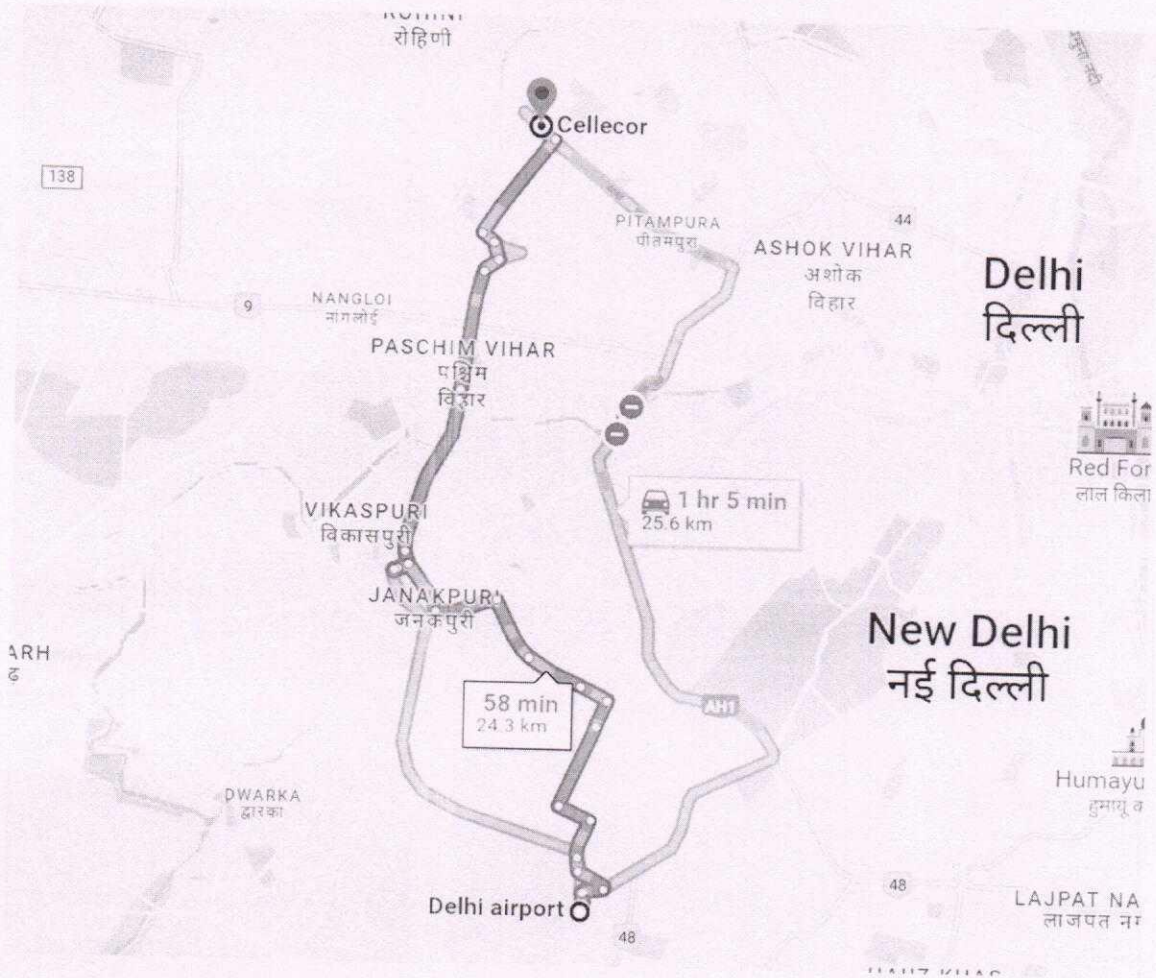 रोहिणी
Cellecor
138
PITAMPURA
पीतमपुरा
44
ASHOK VIHAR
अशोक
विहार
Delhi
दिल्ली
9
NANGLOI
नांगलोई
PASCHIM VIHAR
पश्चिम
विहार
Red For
लाल किला
1 hr 5 min
25.6 km
VIKASPURI
विकासपुरी
JANAKPURI
जनकपुरी
New Delhi
नई दिल्ली
ARH
58 min
24.3 km
AH1
Humayu
हुमायूं
DWARKA
द्वारका
48
LAJPAT NA
लाजपत
Delhi airport
48